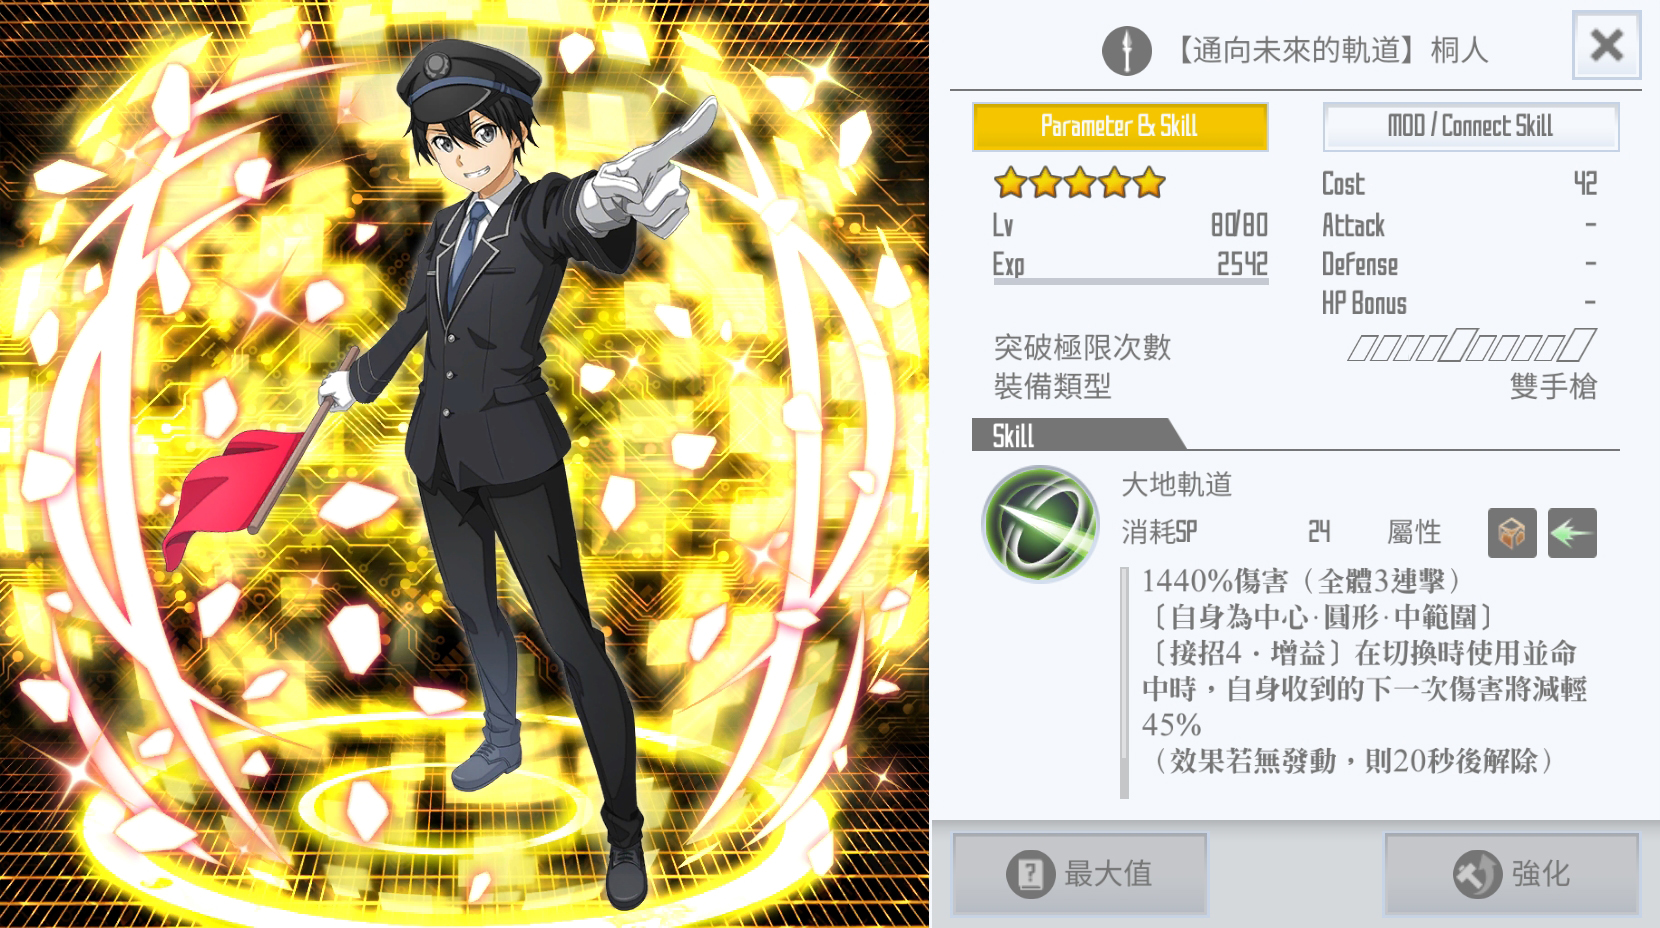 【通向未來的軌道】桐人
Parameter & Skill
MOD / Connect Skill
Lv 80/80
Exp 2542
Cost 42
Attack -
Defense -
HP Bonus -
突破極限次數
裝備類型 雙手槍
Skill
大地軌道
消耗SP 24 屬性
1440%傷害（全體3連擊）
〔自身為中心·圓形·中範圍〕
〔接招4．增益〕在切換時使用並命
中時，自身收到的下一次傷害將減輕
45%
（效果若無發動，則20秒後解除）
最大值
強化